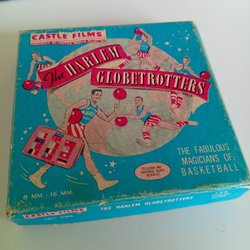 CASTLE FILMS
The HARLEM
GLOBETROTTERS
THE FABULOUS
MAGICIANS OF
BASKETBALL
8 MM. - 16 MM.
CASTLE FILMS
THE HARLEM GLOBETROTTERS